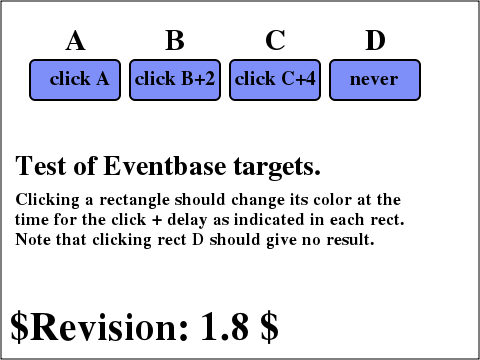 A B C D
click A click B+2 click C+4 never
Test of Eventbase targets.
Clicking a rectangle should change its color at the
time for the click + delay as indicated in each rect.
Note that clicking rect D should give no result.
$Revision: 1.8 $